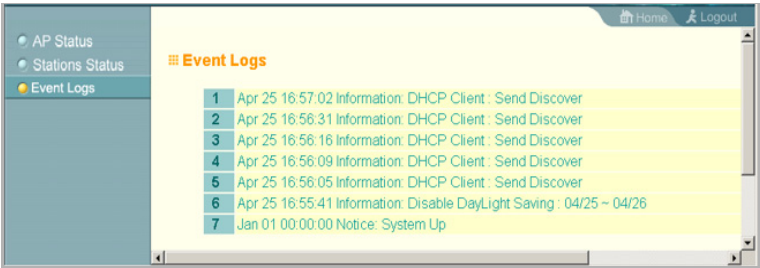 Home Logout
AP Status
Stations Status
Event Logs
Event Logs
1 Apr 25 16:57:02 Information: DHCP Client : Send Discover
2 Apr 25 16:56:31 Information: DHCP Client : Send Discover
3 Apr 25 16:56:16 Information: DHCP Client : Send Discover
4 Apr 25 16:56:09 Information: DHCP Client : Send Discover
5 Apr 25 16:56:05 Information: DHCP Client : Send Discover
6 Apr 25 16:55:41 Information: Disable DayLight Saving : 04/25 ~ 04/26
7 Jan 01 00:00:00 Notice: System Up